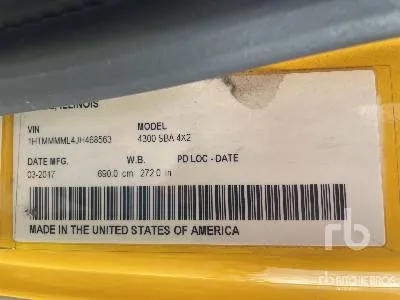 ILLINOIS
VIN MODEL
1HTMMMML4JH468563 4300 SBA 4X2
DATE MFG. W.B. PD LOC - DATE
03-2017 690.0 cm 272.0 in
MADE IN THE UNITED STATES OF AMERICA
rb
RITCHIE BROS